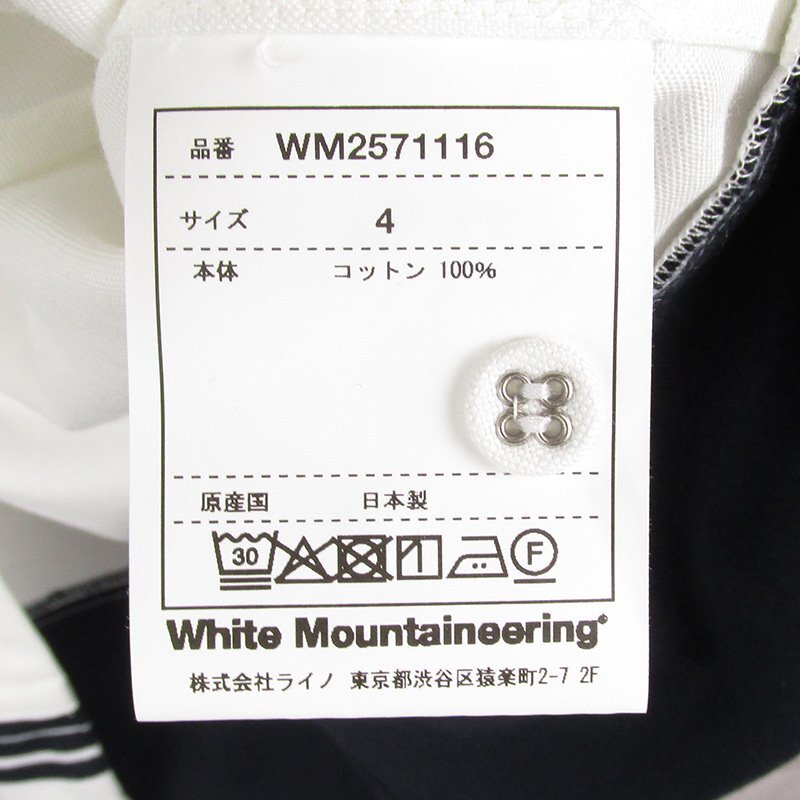 品番 WM2571116
サイズ 4
本体 コットン 100%
原産国 日本製
30 F
White Mountaineering®
株式会社ライノ 東京都渋谷区猿楽町2-7 2F